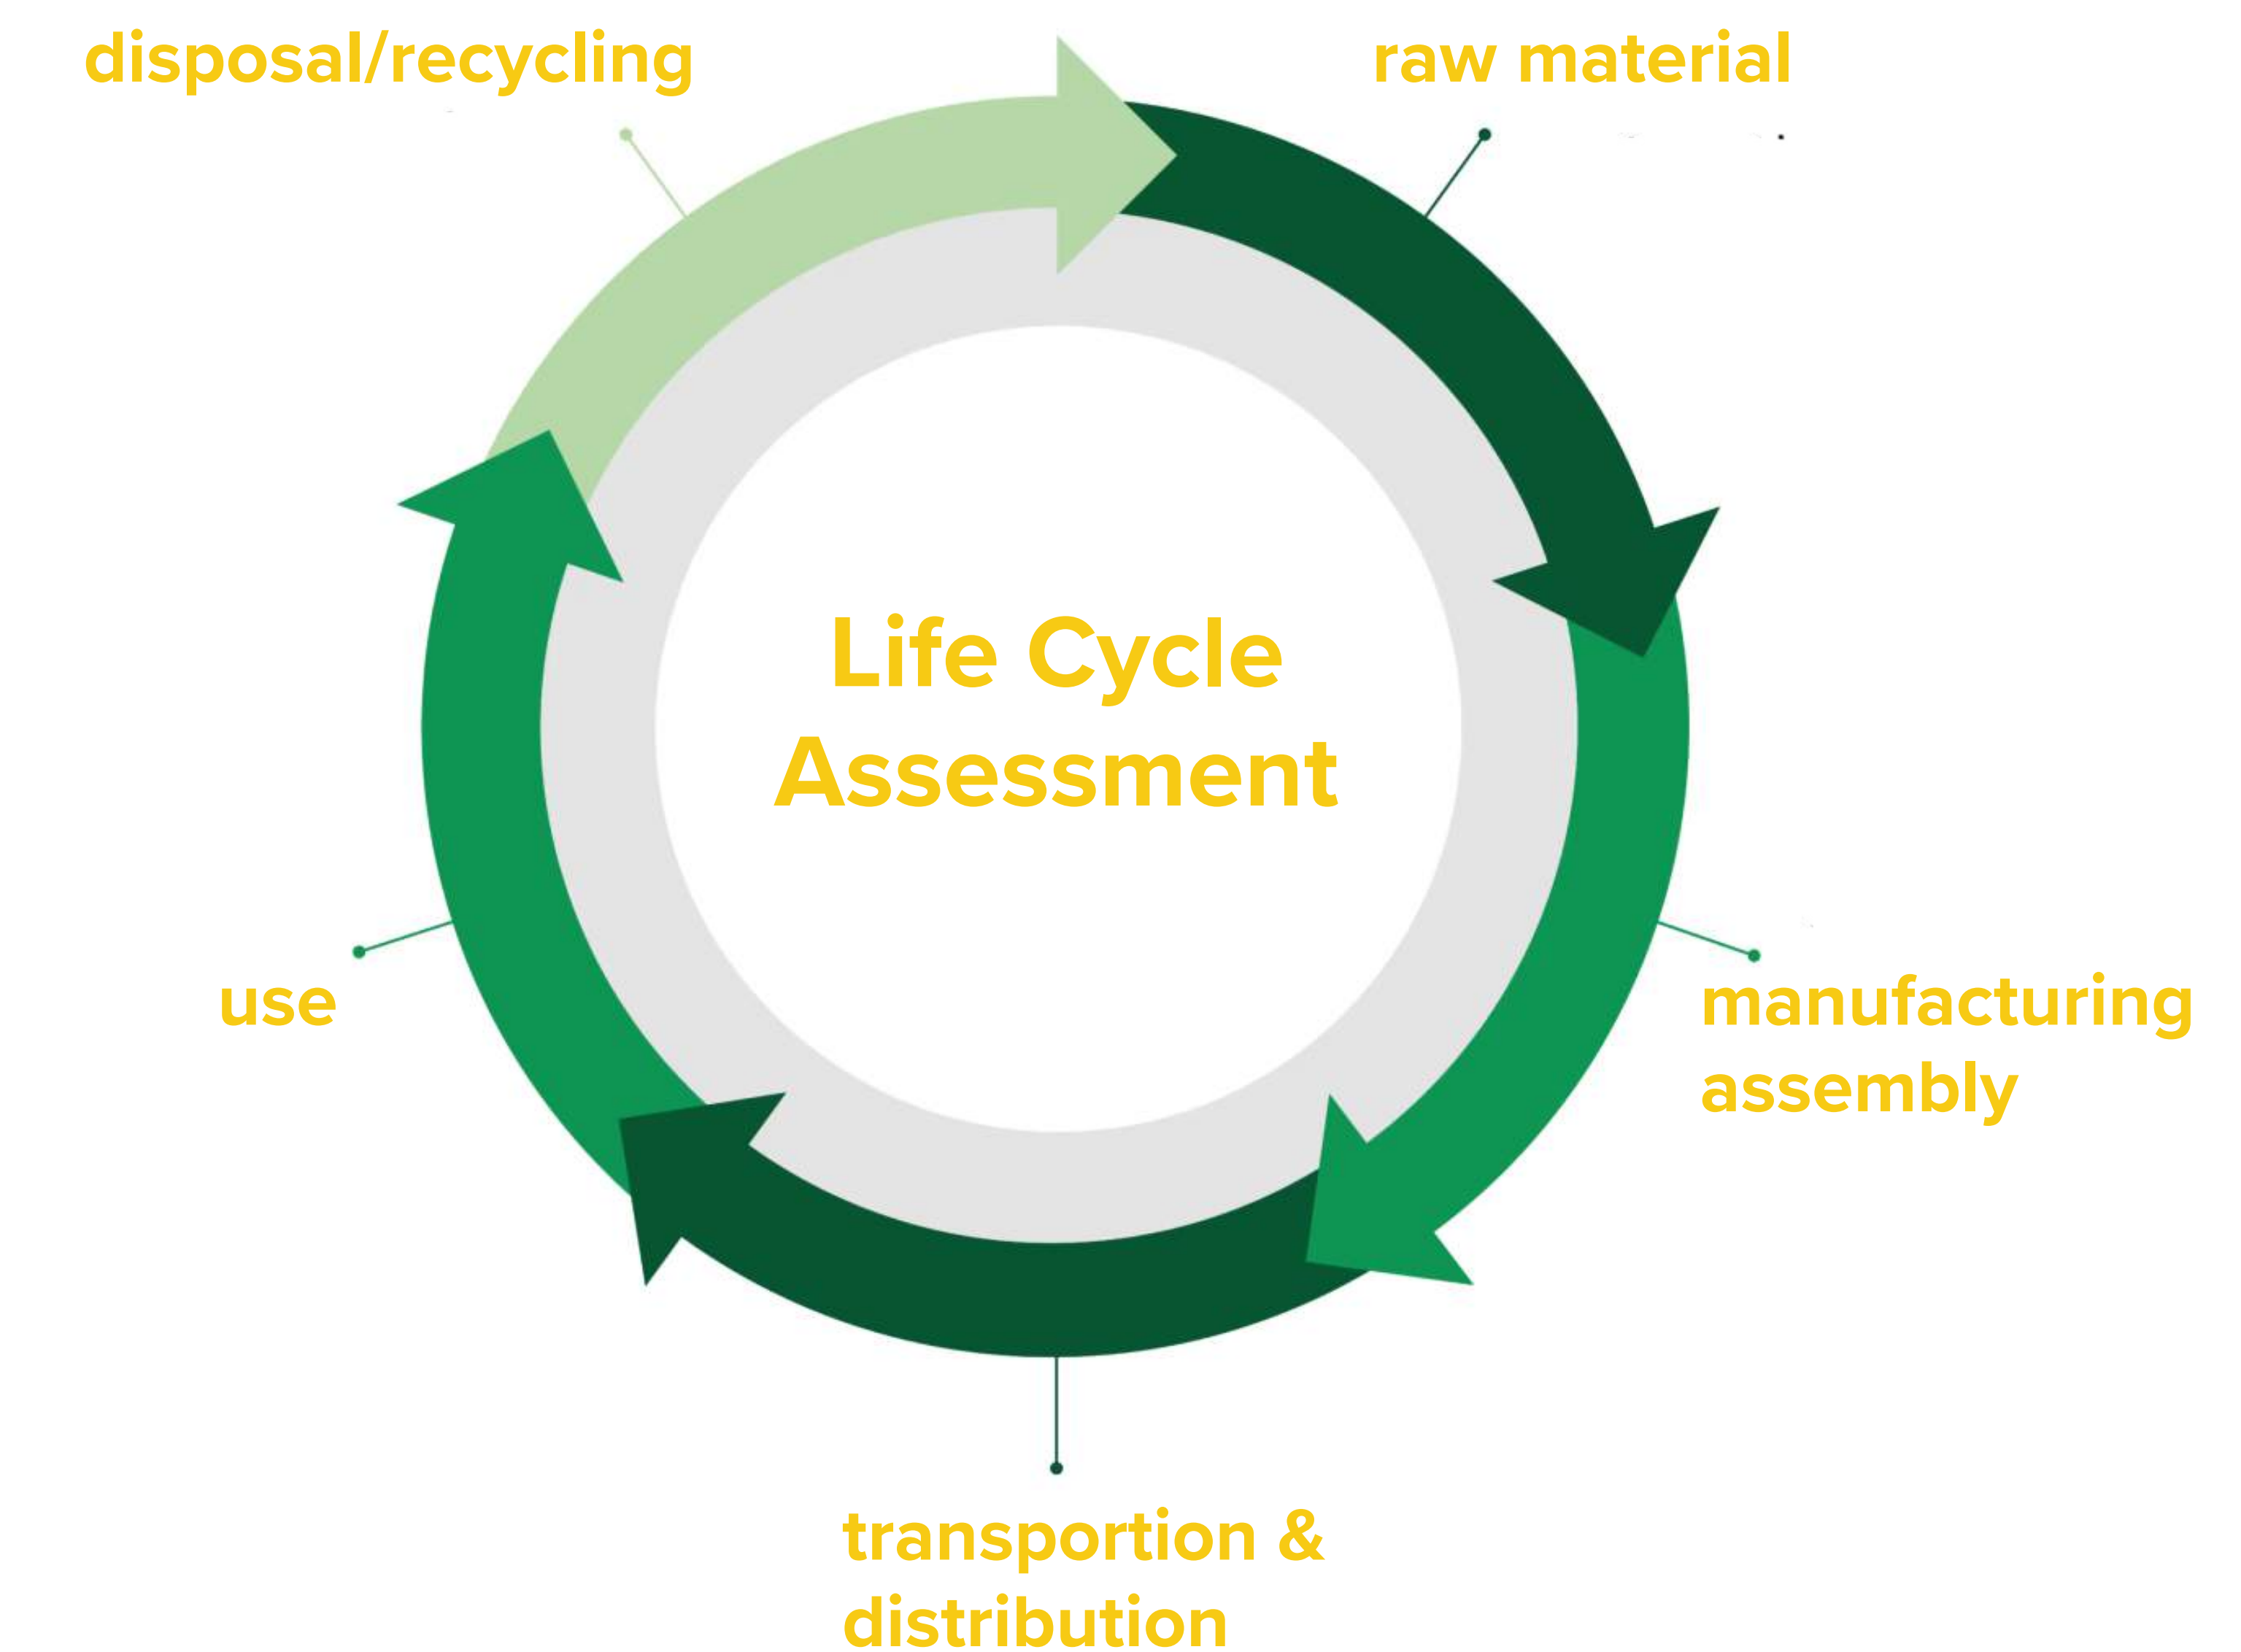 disposal/recycling
raw material
Life Cycle
Assessment
use
manufacturing
assembly
transportion &
distribution